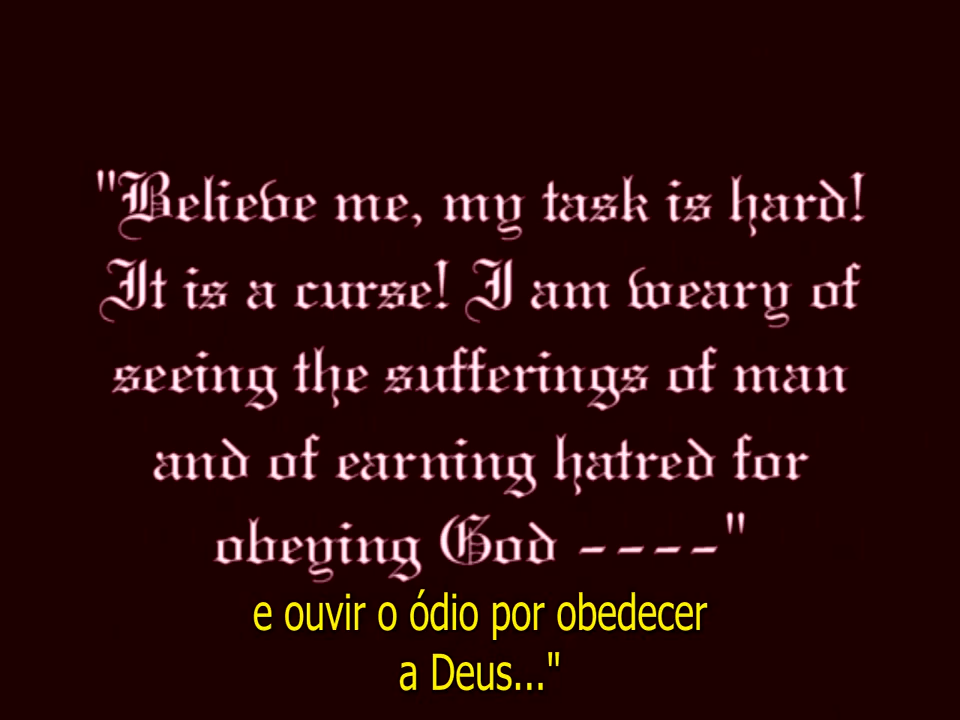 "Believe me, my task is hard!
It is a curse! I am weary of
seeing the sufferings of man
and of earning hatred for
obeying God ----"
e ouvir o ódio por obedecer
a Deus..."